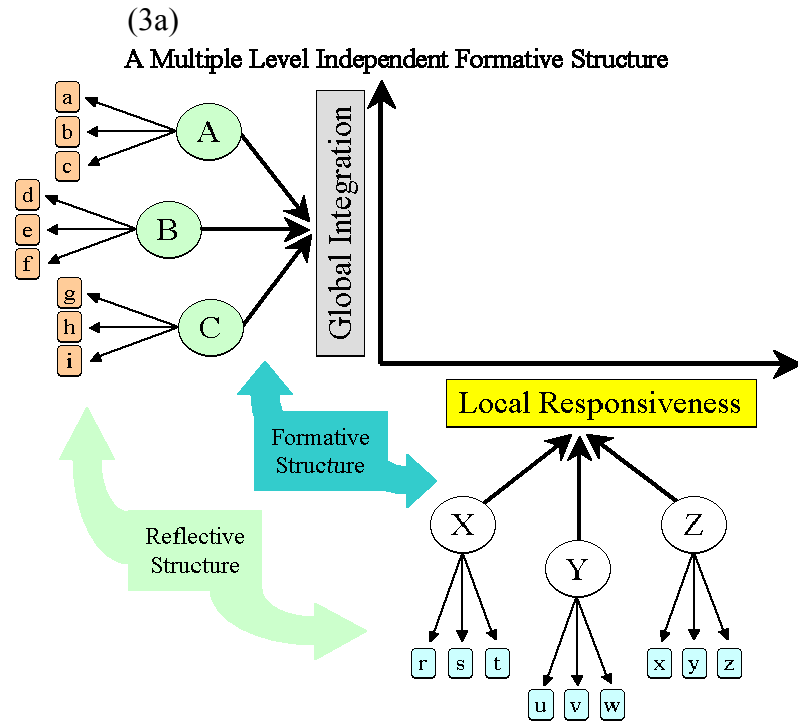 (3a)
A Multiple Level Independent Formative Structure
a
b
c
A
d
e
f
B
g
h
i
C
Global Integration
Local Responsiveness
Formative
Structure
Reflective
Structure
X
Y
Z
r s t
u v w
x y z